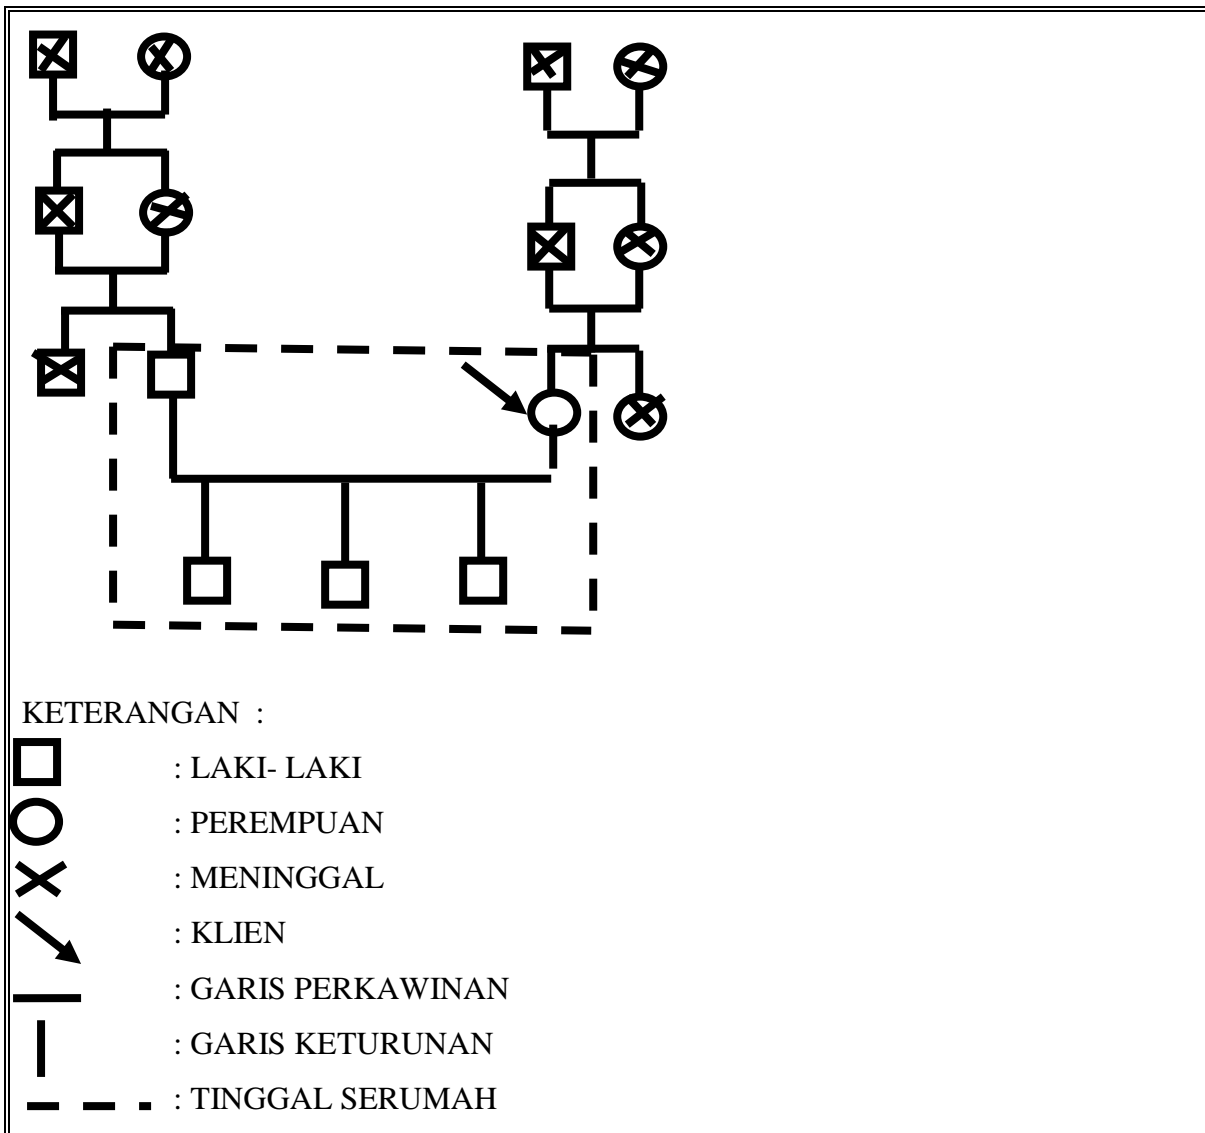 KETERANGAN :
: LAKI- LAKI
: PEREMPUAN
: MENINGGAL
: KLIEN
: GARIS PERKAWINAN
: GARIS KETURUNAN
: TINGGAL SERUMAH